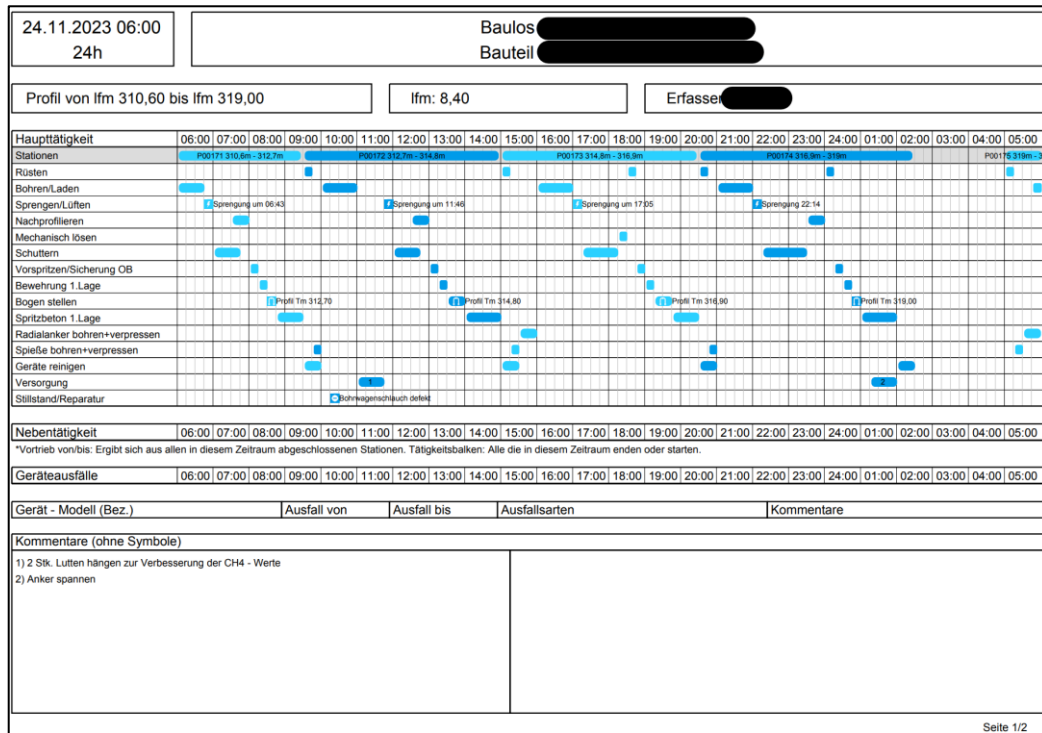 24.11.2023 06:00
24h
Baulos
Bauteil
Profil von lfm 310,60 bis lfm 319,00
lfm: 8,40
Erfasser
Haupttätigkeit 06:00 07:00 08:00 09:00 10:00 11:00 12:00 13:00 14:00 15:00 16:00 17:00 18:00 19:00 20:00 21:00 22:00 23:00 24:00 01:00 02:00 03:00 04:00 05:00
Stationen P00171 310,6m - 312,7m P00172 312,7m - 314,8m P00173 314,8m - 316,9m P00174 316,9m - 319m P00175 319m - 3
Rüsten
Bohren/Laden
Sprengen/Lüften Sprengung um 06:43 Sprengung um 11:46 Sprengung um 17:05 Sprengung 22:14
Nachprofilieren
Mechanisch lösen
Schuttern
Vorspritzen/Sicherung OB
Bewehrung 1.Lage
Bogen stellen Profil Tm 312,70 Profil Tm 314,80 Profil Tm 316,90 Profil Tm 319,00
Spritzbeton 1.Lage
Radialanker bohren+verpressen
Spieße bohren+verpressen
Geräte reinigen
Versorgung 1 2
Stillstand/Reparatur Bohrwagenschlauch defekt
Nebentätigkeit 06:00 07:00 08:00 09:00 10:00 11:00 12:00 13:00 14:00 15:00 16:00 17:00 18:00 19:00 20:00 21:00 22:00 23:00 24:00 01:00 02:00 03:00 04:00 05:00
*Vortrieb von/bis: Ergibt sich aus allen in diesem Zeitraum abgeschlossenen Stationen. Tätigkeitsbalken: Alle die in diesem Zeitraum enden oder starten.
Geräteausfälle 06:00 07:00 08:00 09:00 10:00 11:00 12:00 13:00 14:00 15:00 16:00 17:00 18:00 19:00 20:00 21:00 22:00 23:00 24:00 01:00 02:00 03:00 04:00 05:00
Gerät - Modell (Bez.) Ausfall von Ausfall bis Ausfallsarten Kommentare
Kommentare (ohne Symbole)
1) 2 Stk. Lutten hängen zur Verbesserung der CH4 - Werte
2) Anker spannen
Seite 1/2